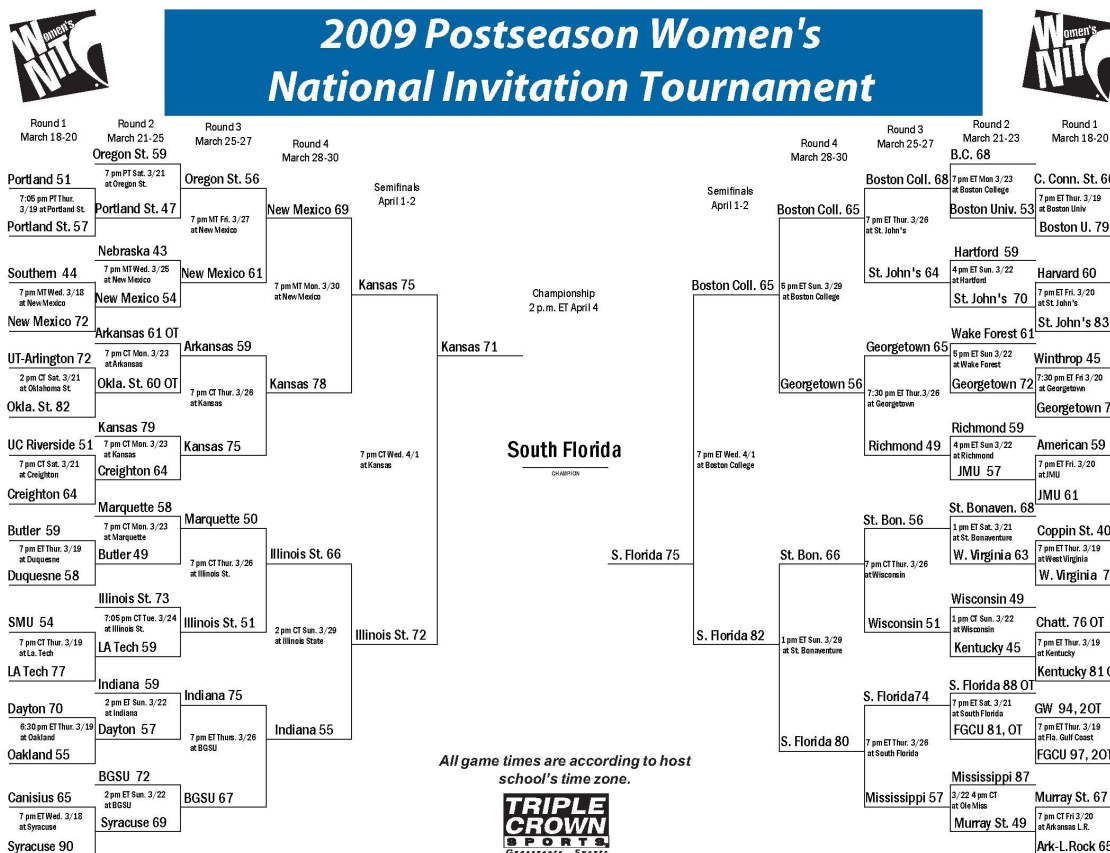 Women's
NIT
2009 Postseason Women's
National Invitation Tournament
Women's
NIT
Round 1
March 18-20
Round 2
March 21-25
Round 3
March 25-27
Round 4
March 28-30
Semifinals
April 1-2
Championship
2 p.m. ET April 4
Semifinals
April 1-2
Round 4
March 28-30
Round 3
March 25-27
Round 2
March 21-23
Round 1
March 18-20
Portland 51
7:05 pm PT Thur.
3/19 at Portland St.
Portland St. 57
Southern 44
7 pm MT Wed. 3/18
at New Mexico
New Mexico 72
UT-Arlington 72
2 pm CT Sat. 3/21
at Oklahoma St.
Okla. St. 82
UC Riverside 51
7 pm CT Sat. 3/21
at Creighton
Creighton 64
Butler 59
7 pm ET Thur. 3/19
at Duquesne
Duquesne 58
SMU 54
7 pm CT Thur. 3/19
at La. Tech
LA Tech 77
Dayton 70
6:30 pm ET Thur. 3/19
at Oakland
Oakland 55
Canisius 65
7 pm ET Wed. 3/18
at Syracuse
Syracuse 90
Oregon St. 59
7 pm PT Sat. 3/21
at Oregon St.
Portland St. 47
Nebraska 43
7 pm MT Wed. 3/25
at New Mexico
New Mexico 54
Arkansas 61 OT
7 pm CT Mon. 3/23
at Arkansas
Okla. St. 60 OT
Kansas 79
7 pm CT Mon. 3/23
at Kansas
Creighton 64
Marquette 58
7 pm CT Mon. 3/23
at Marquette
Butler 49
Illinois St. 73
7:05 pm CT Tue. 3/24
at Illinois St.
LA Tech 59
Indiana 59
2 pm ET Sun. 3/22
at Indiana
Dayton 57
BGSU 72
2 pm ET Sun. 3/22
at BGSU
Syracuse 69
Oregon St. 56
7 pm MT Fri. 3/27
at New Mexico
New Mexico 61
Arkansas 59
7 pm CT Thur. 3/26
at Kansas
Kansas 75
Marquette 50
7 pm CT Thur. 3/26
at Illinois St.
Illinois St. 51
Indiana 75
7 pm ET Thurs. 3/26
at BGSU
BGSU 67
New Mexico 69
7 pm MT Mon. 3/30
at New Mexico
Kansas 78
Illinois St. 66
2 pm CT Sun. 3/29
at Illinois State
Indiana 55
Kansas 75
7 pm CT Wed. 4/1
at Kansas
Illinois St. 72
Kansas 71
South Florida
CHAMPION
S. Florida 75
Boston Coll. 65
7 pm ET Wed. 4/1
at Boston College
S. Florida 82
Boston Coll. 65
5 pm ET Sun. 3/29
at Boston College
Georgetown 56
St. Bon. 66
1 pm ET Sun. 3/29
at St. Bonaventure
S. Florida 80
Boston Coll. 68
7 pm ET Thur. 3/26
at St. John's
St. John's 64
Georgetown 65
7:30 pm ET Thur. 3/26
at Georgetown
Richmond 49
St. Bon. 56
7 pm CT Thur. 3/26
at Wisconsin
Wisconsin 51
S. Florida74
7 pm ET Thur. 3/26
at South Florida
Mississippi 57
B.C. 68
7 pm ET Mon 3/23
at Boston College
Boston Univ. 53
Hartford 59
4 pm ET Sun. 3/22
at Hartford
St. John's 70
Wake Forest 61
5 pm ET Sun 3/22
at Wake Forest
Georgetown 72
Richmond 59
4 pm ET Sun 3/22
at Richmond
JMU 57
St. Bonaven. 68
1 pm ET Sat. 3/21
at St. Bonaventure
W. Virginia 63
Wisconsin 49
1 pm CT Sun. 3/22
at Wisconsin
Kentucky 45
S. Florida 88 OT
7 pm ET Sat. 3/21
at South Florida
FGCU 81, OT
Mississippi 87
3/22 4 pm CT
at Ole Miss
Murray St. 49
C. Conn. St. 6
7 pm ET Thur. 3/19
at Boston Univ
Boston U. 79
Harvard 60
7 pm ET Fri. 3/20
at St. John's
St. John's 83
Winthrop 45
7:30 pm ET Fri 3/20
at Georgetown
Georgetown 7
American 59
7 pm ET Fri. 3/20
at JMU
JMU 61
Coppin St. 40
7 pm ET Thur. 3/19
at West Virginia
W. Virginia 7
Chatt. 76 OT
7 pm ET Thur. 3/19
at Kentucky
Kentucky 81
GW 94, 2OT
7 pm ET Thur. 3/19
at Fla. Gulf Coast
FGCU 97, 2OT
Murray St. 67
7 pm CT Fri 3/20
at Arkansas L.R.
Ark-L.Rock 65
All game times are according to host
school's time zone.
TRIPLE
CROWN
SPORTS